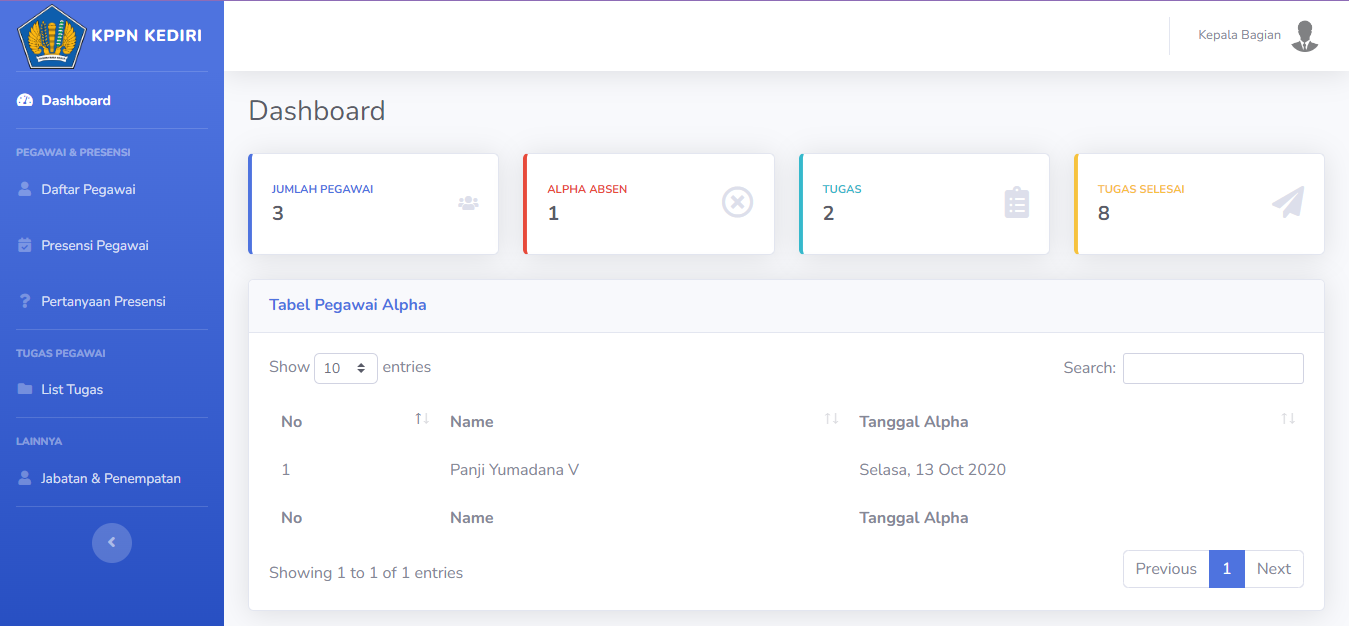 KPPN KEDIRI
Kepala Bagian
Dashboard
PEGAWAI & PRESENSI
Daftar Pegawai
Presensi Pegawai
Pertanyaan Presensi
TUGAS PEGAWAI
List Tugas
LAINNYA
Jabatan & Penempatan
Dashboard
JUMLAH PEGAWAI
3
ALPHA ABSEN
1
TUGAS
2
TUGAS SELESAI
8
Tabel Pegawai Alpha
Show 10 entries
Search:
No Name Tanggal Alpha
1 Panji Yumadana V Selasa, 13 Oct 2020
No Name Tanggal Alpha
Showing 1 to 1 of 1 entries
Previous 1 Next